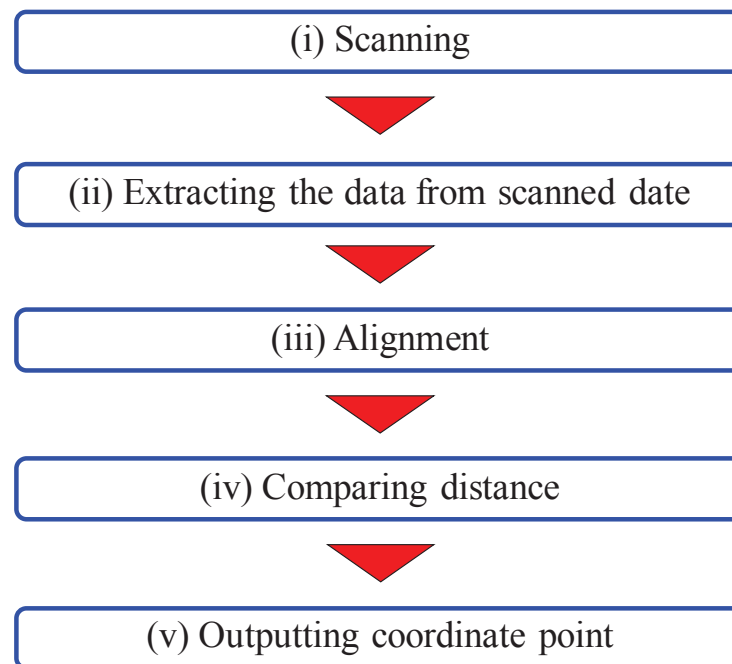 (i) Scanning
(ii) Extracting the data from scanned date
(iii) Alignment
(iv) Comparing distance
(v) Outputting coordinate point